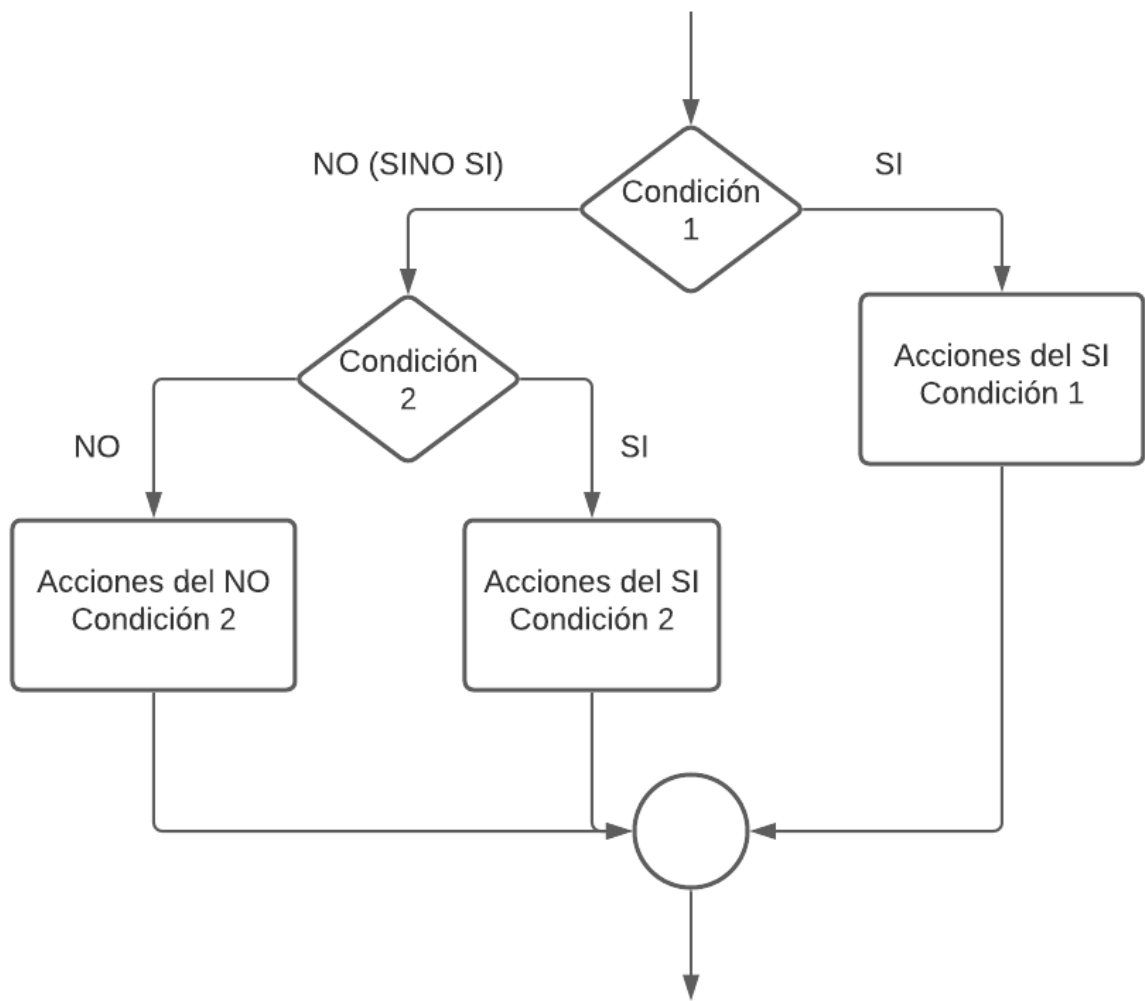 NO (SINO SI)
SI
Condición
1
Condición
2
Acciones del SI
Condición 1
NO
SI
Acciones del NO
Condición 2
Acciones del SI
Condición 2